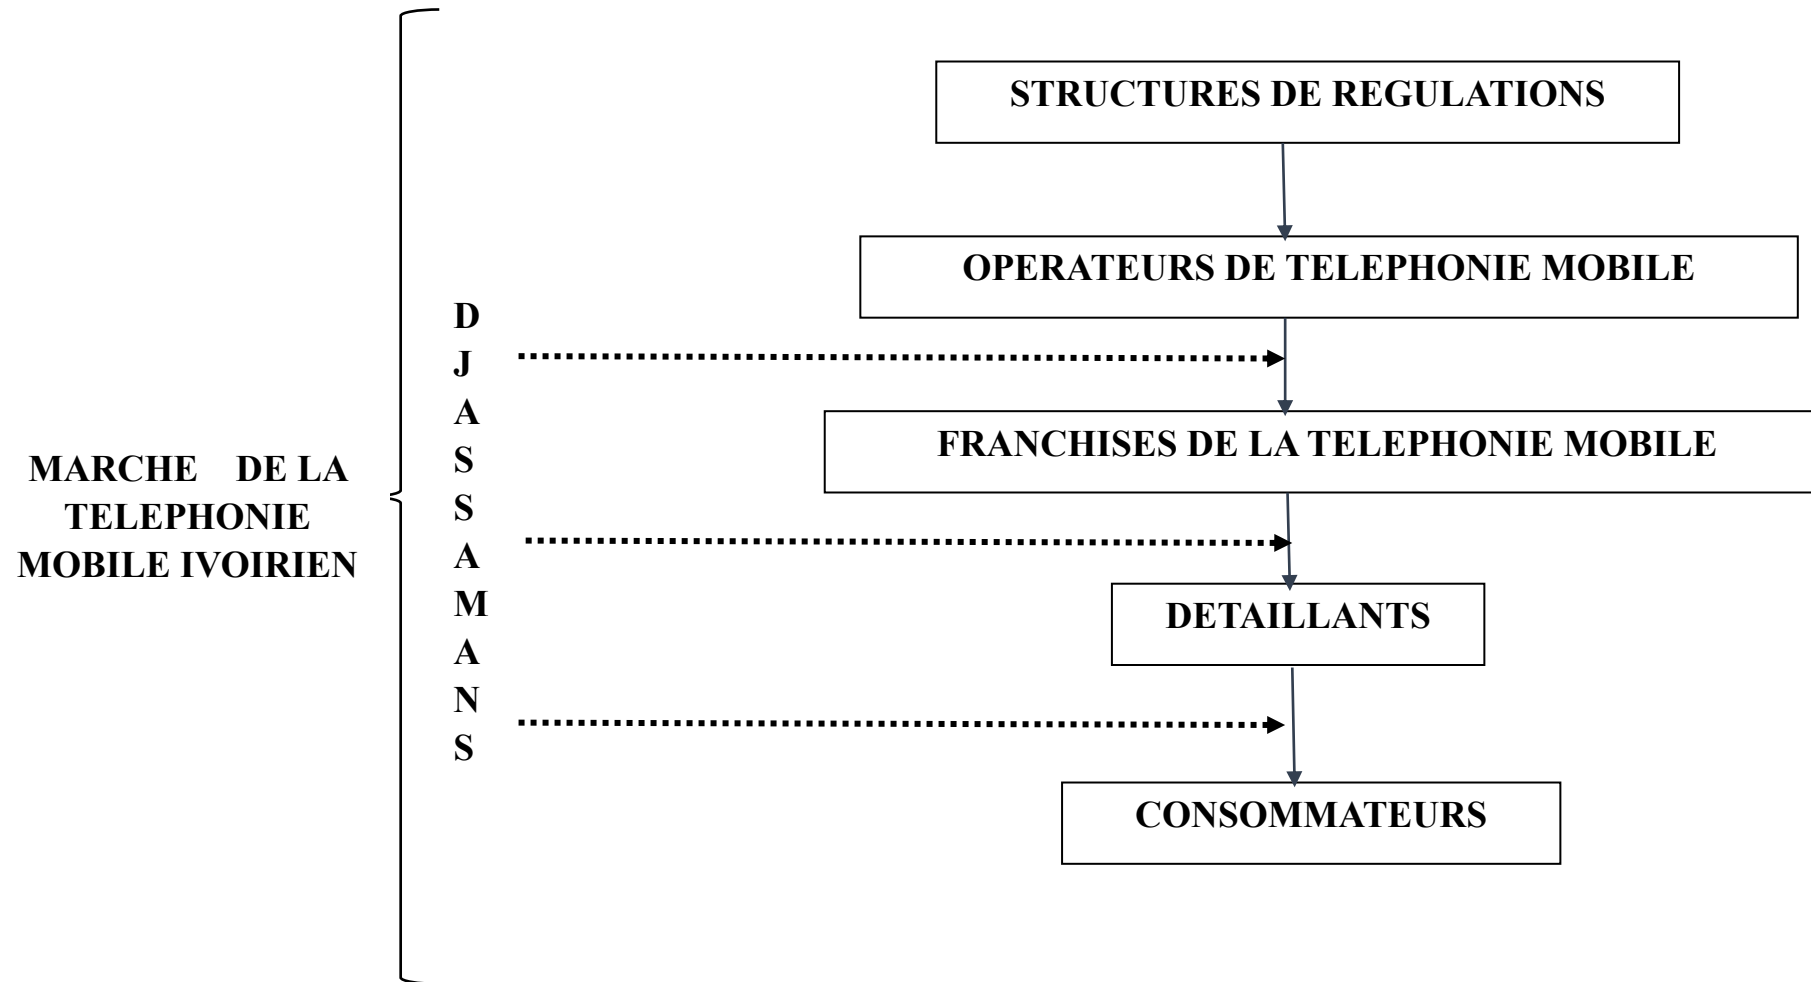 MARCHE DE LA
TELEPHONIE
MOBILE IVOIRIEN
D
J
A
S
S
A
M
A
N
S
STRUCTURES DE REGULATIONS
OPERATEURS DE TELEPHONIE MOBILE
FRANCHISES DE LA TELEPHONIE MOBILE
DETAILLANTS
CONSOMMATEURS